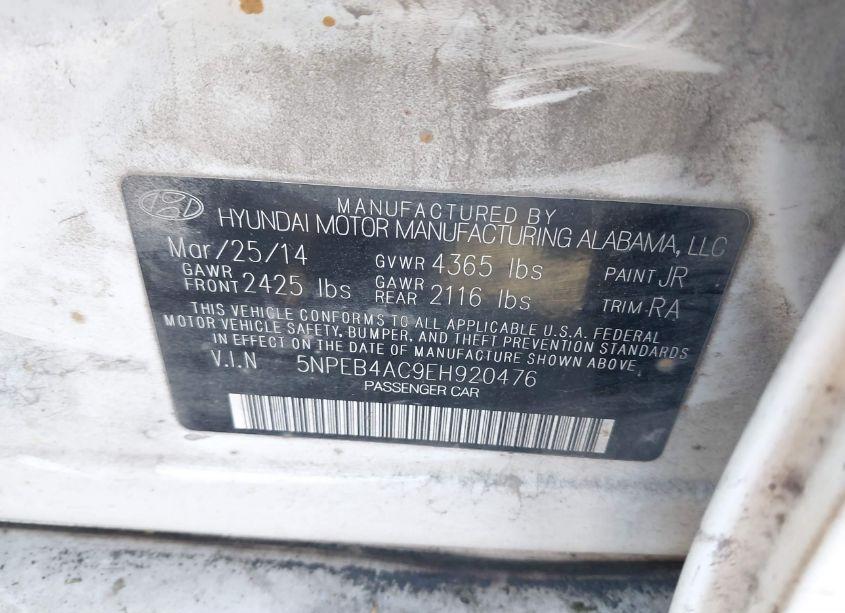 MANUFACTURED BY
HYUNDAI MOTOR MANUFACTURING ALABAMA, LLC
Mar/25/14 GVWR 4365 lbs PAINT JR
GAWR FRONT 2425 lbs GAWR REAR 2116 lbs TRIM-RA
THIS VEHICLE CONFORMS TO ALL APPLICABLE U.S.A. FEDERAL
MOTOR VEHICLE SAFETY, BUMPER, AND THEFT PREVENTION STANDARDS
IN EFFECT ON THE DATE OF MANUFACTURE SHOWN ABOVE.
V.I.N 5NPEB4AC9EH920476
PASSENGER CAR